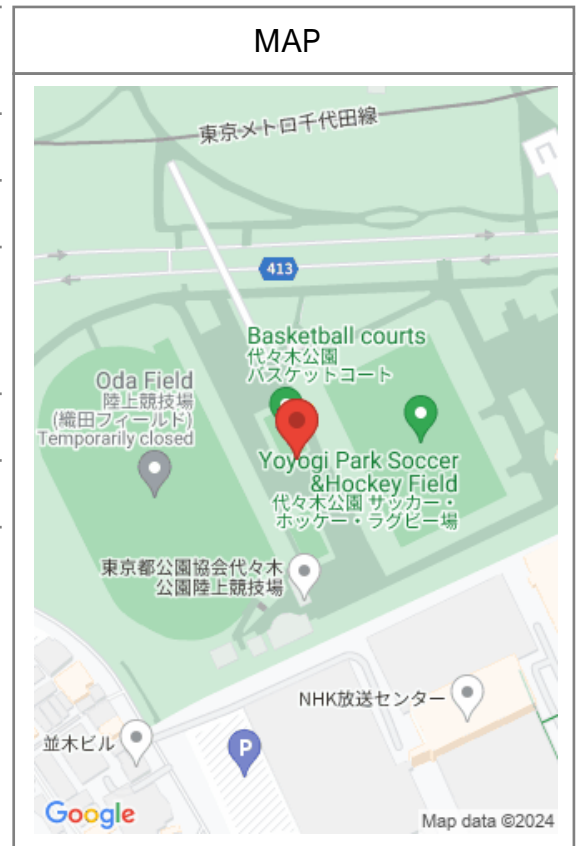 MAP
東京メトロ千代田線
413
Basketball courts
代々木公園
バスケットコート
Oda Field
陸上競技場
(織田フィールド)
Temporarily closed
Yoyogi Park Soccer
&Hockey Field
代々木公園 サッカー・
ホッケー・ラグビー場
東京都公園協会代々木
公園陸上競技場
NHK放送センター
並木ビル
P
Google
Map data ©2024